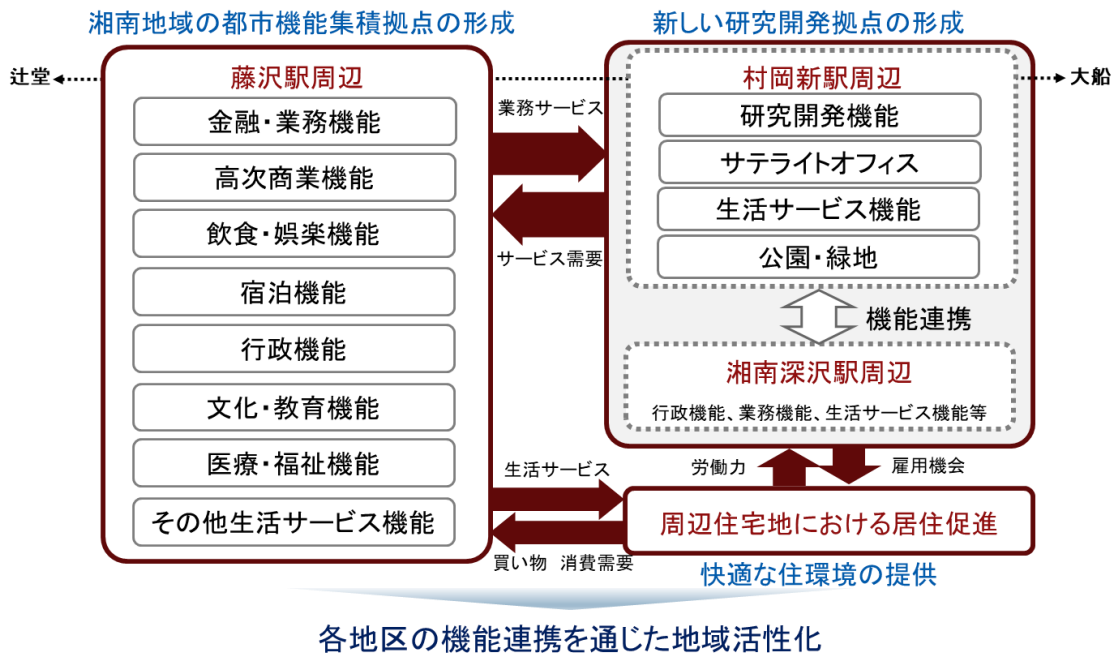 湘南地域の都市機能集積拠点の形成
新しい研究開発拠点の形成
辻堂
大船
藤沢駅周辺
金融・業務機能
高次商業機能
飲食・娯楽機能
宿泊機能
行政機能
文化・教育機能
医療・福祉機能
その他生活サービス機能
業務サービス
サービス需要
村岡新駅周辺
研究開発機能
サテライトオフィス
生活サービス機能
公園・緑地
機能連携
湘南深沢駅周辺
行政機能、業務機能、生活サービス機能等
労働力
雇用機会
生活サービス
買い物 消費需要
周辺住宅地における居住促進
快適な住環境の提供
各地区の機能連携を通じた地域活性化